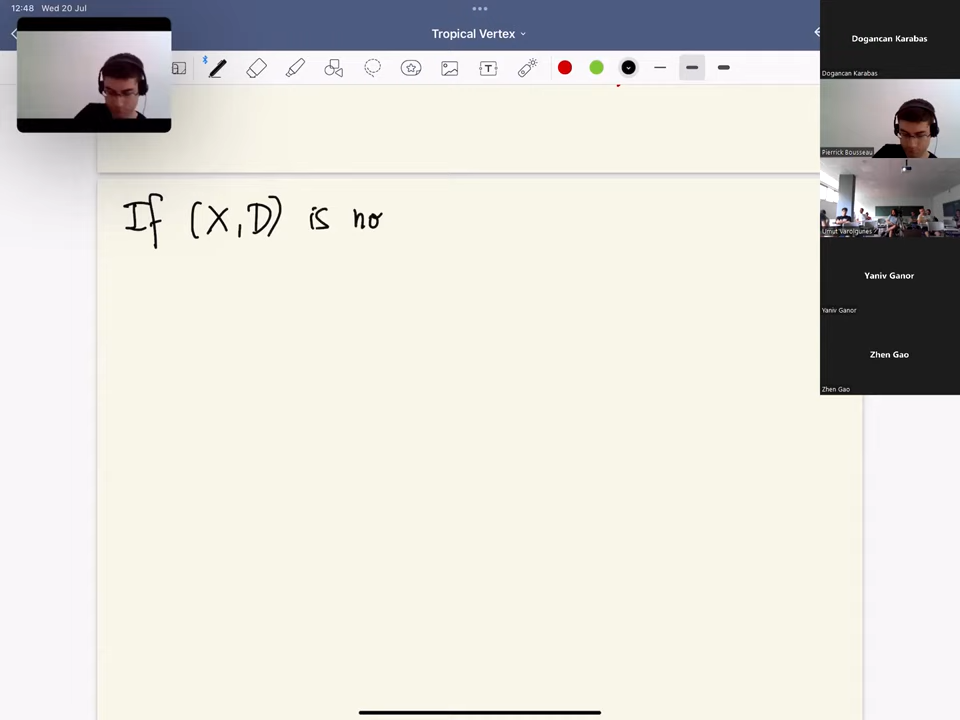 12:48 Wed 20 Jul
Tropical Vertex
T
If (X,D) is no
Dogancan Karabas
Dogancan Karabas
Pierrick Bousseau
Umut Varolgunes
Yaniv Ganor
Yaniv Ganor
Zhen Gao
Zhen Gao